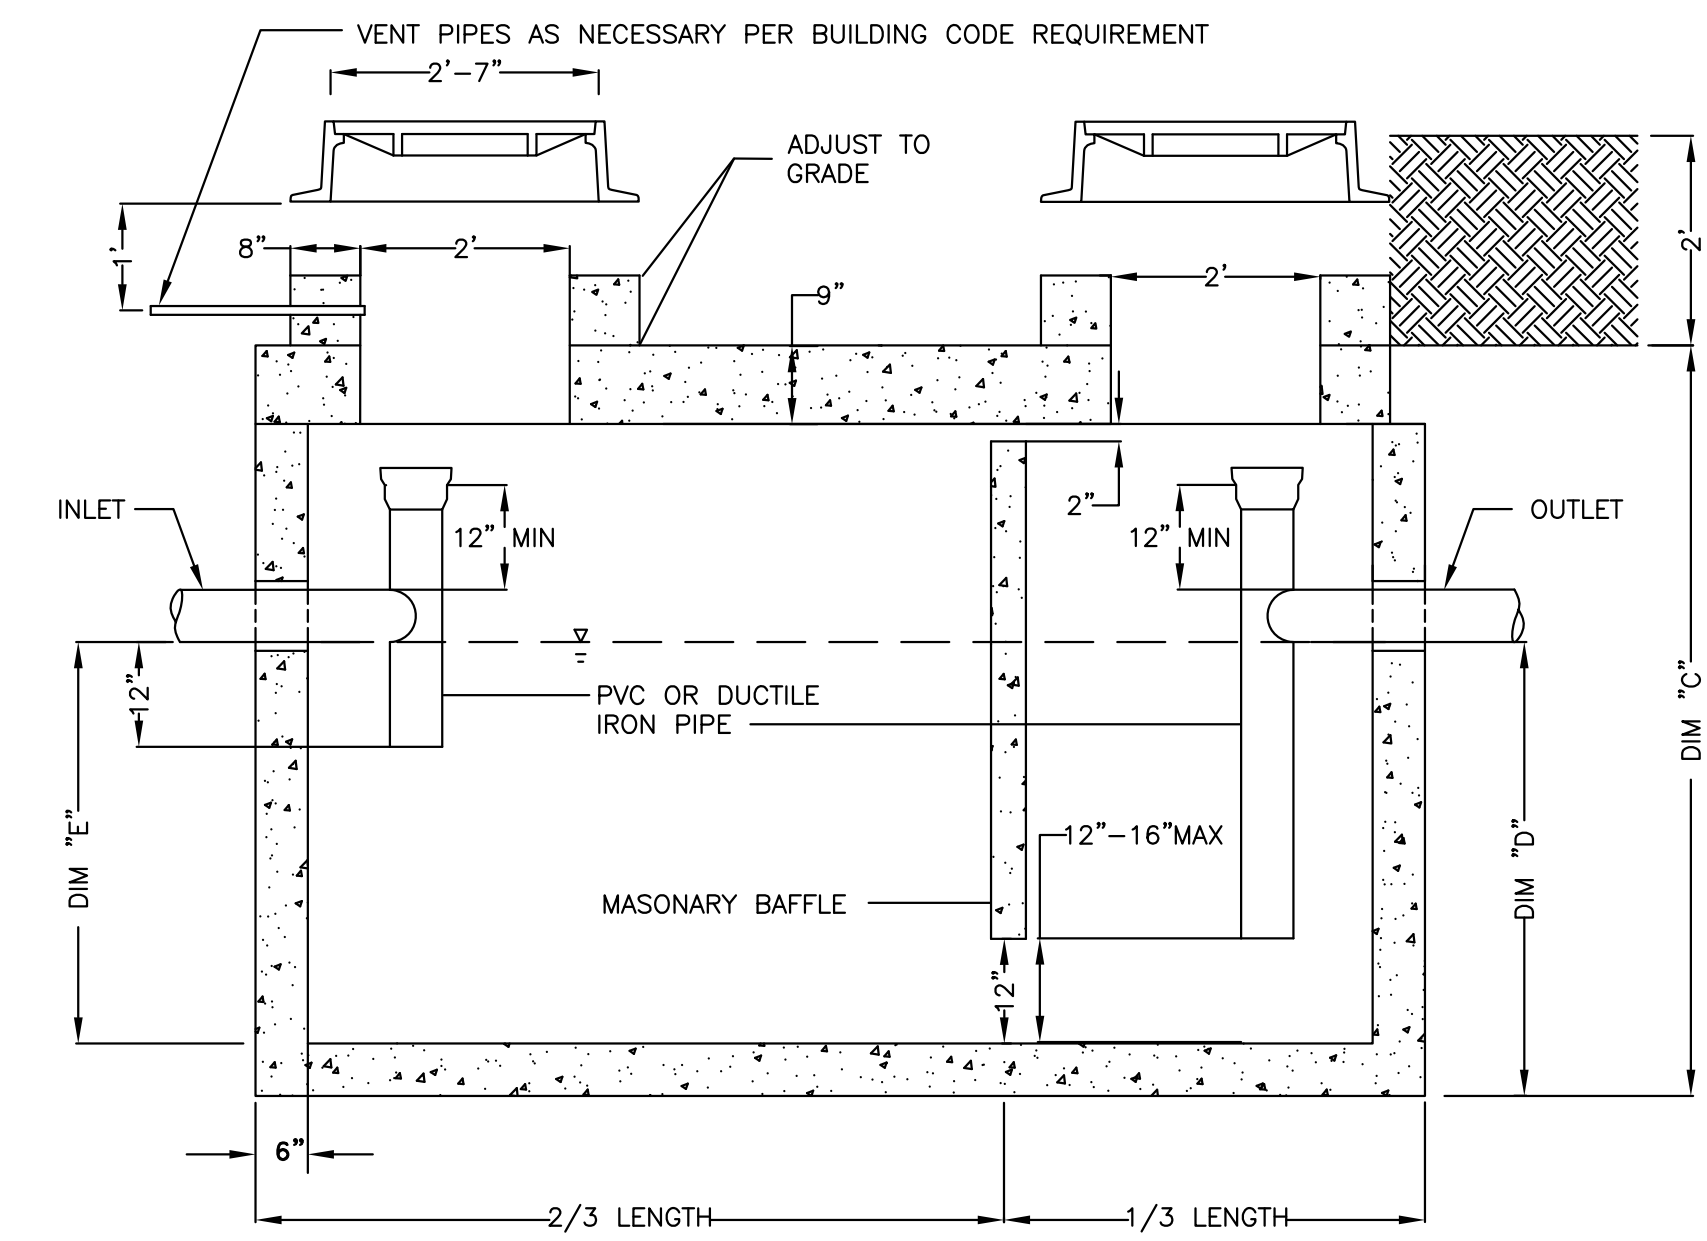 VENT PIPES AS NECESSARY PER BUILDING CODE REQUIREMENT
2'-7"
ADJUST TO
GRADE
1'
8"
2'
9"
2'
2'
INLET
12" MIN
2"
12" MIN
OUTLET
12"
PVC OR DUCTILE
IRON PIPE
DIM "C"
DIM "E"
12"-16"MAX
DIM "D"
MASONARY BAFFLE
12"
6"
2/3 LENGTH
1/3 LENGTH